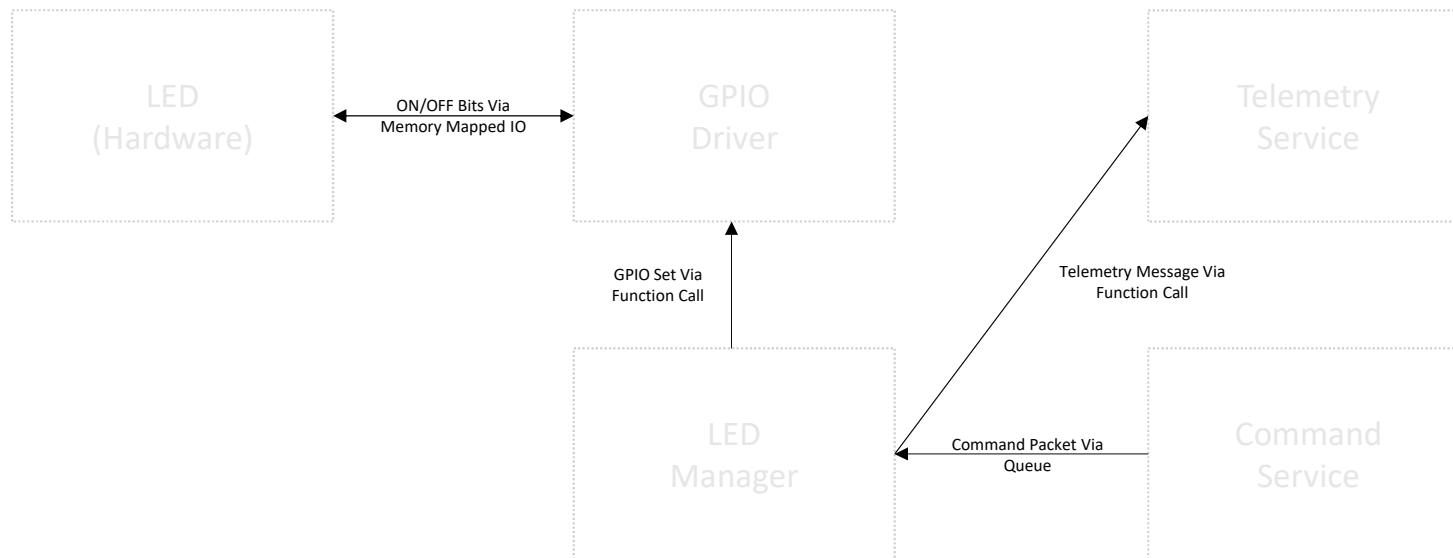 LED
(Hardware)
ON/OFF Bits Via
Memory Mapped IO
GPIO
Driver
Telemetry
Service
GPIO Set Via
Function Call
Telemetry Message Via
Function Call
LED
Manager
Command Packet Via
Queue
Command
Service